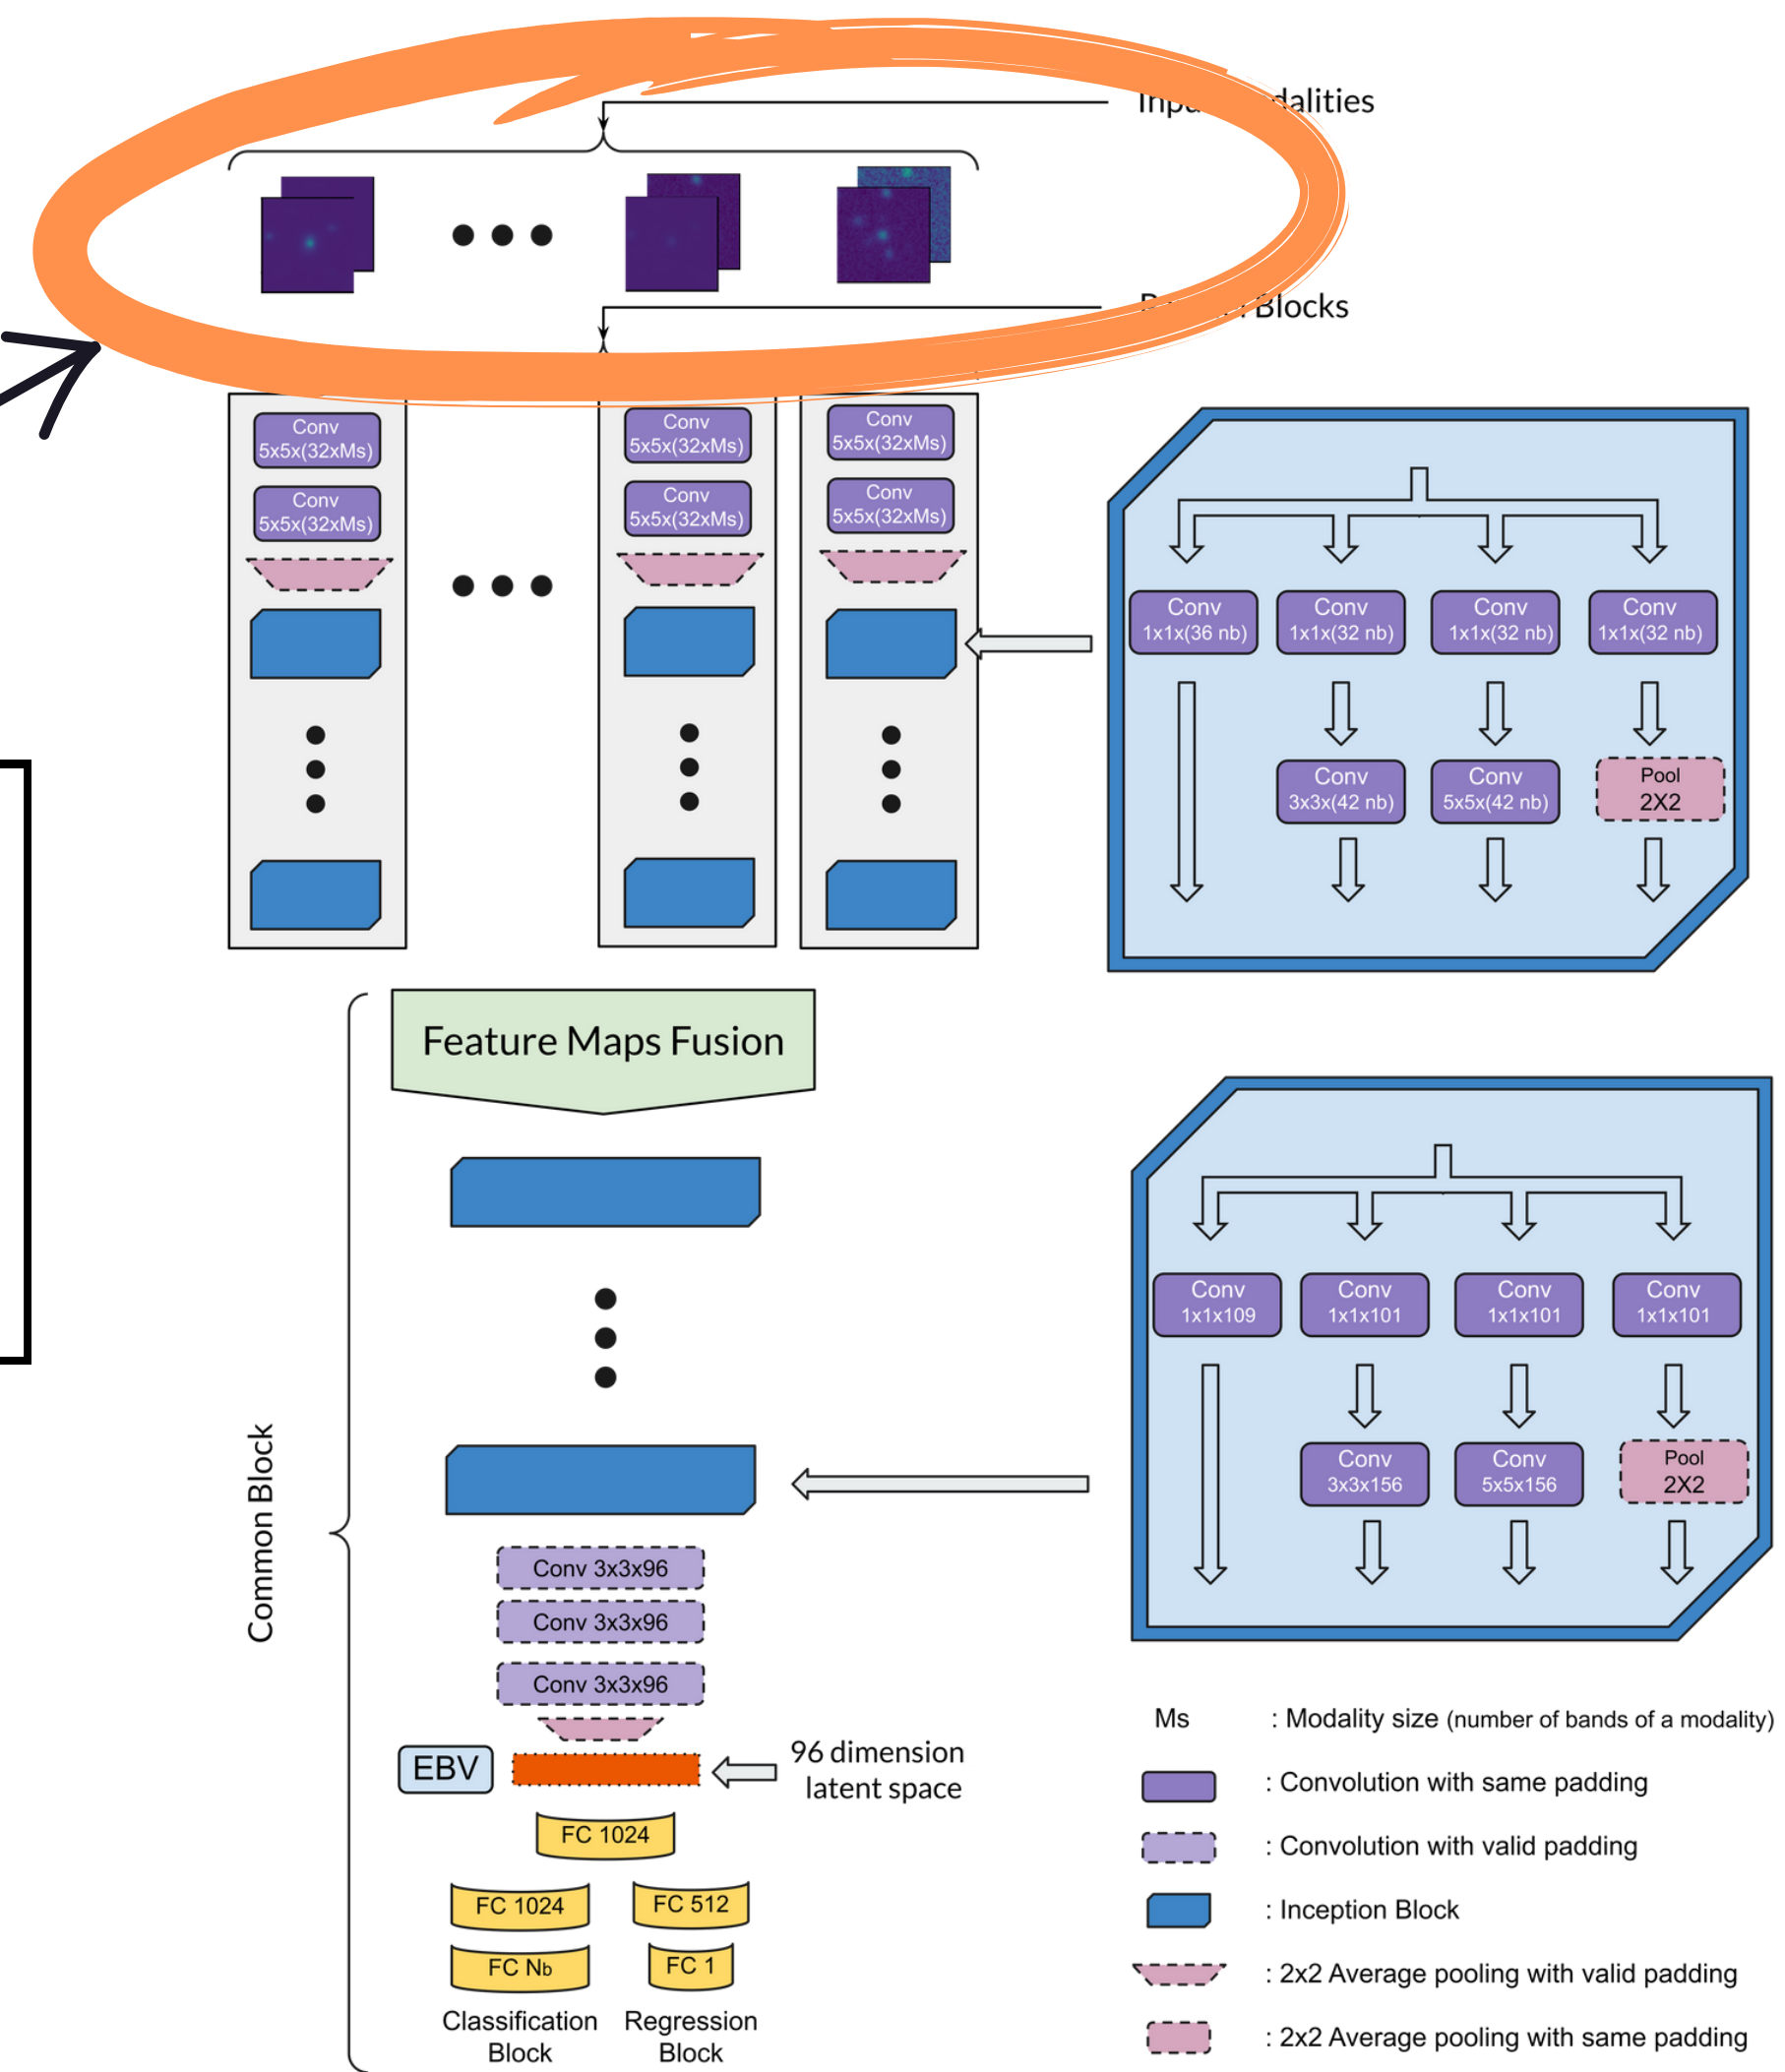 Blocks
Conv
5x5x(32xMs)
Conv
5x5x(32xMs)
Conv
5x5x(32xMs)
Conv
5x5x(32xMs)
Conv
5x5x(32xMs)
Conv
5x5x(32xMs)
Conv
1x1x(36 nb)
Conv
1x1x(32 nb)
Conv
1x1x(32 nb)
Conv
1x1x(32 nb)
Conv
3x3x(42 nb)
Conv
5x5x(42 nb)
Pool
2X2
Feature Maps Fusion
Conv
1x1x109
Conv
1x1x101
Conv
1x1x101
Conv
1x1x101
Conv
3x3x156
Conv
5x5x156
Pool
2X2
Common Block
Conv 3x3x96
Conv 3x3x96
Conv 3x3x96
EBV
96 dimension
latent space
FC 1024
FC 1024
FC 512
FC Nb
FC 1
Classification
Block
Regression
Block
Ms : Modality size (number of bands of a modality)
: Convolution with same padding
: Convolution with valid padding
: Inception Block
: 2x2 Average pooling with valid padding
: 2x2 Average pooling with same padding